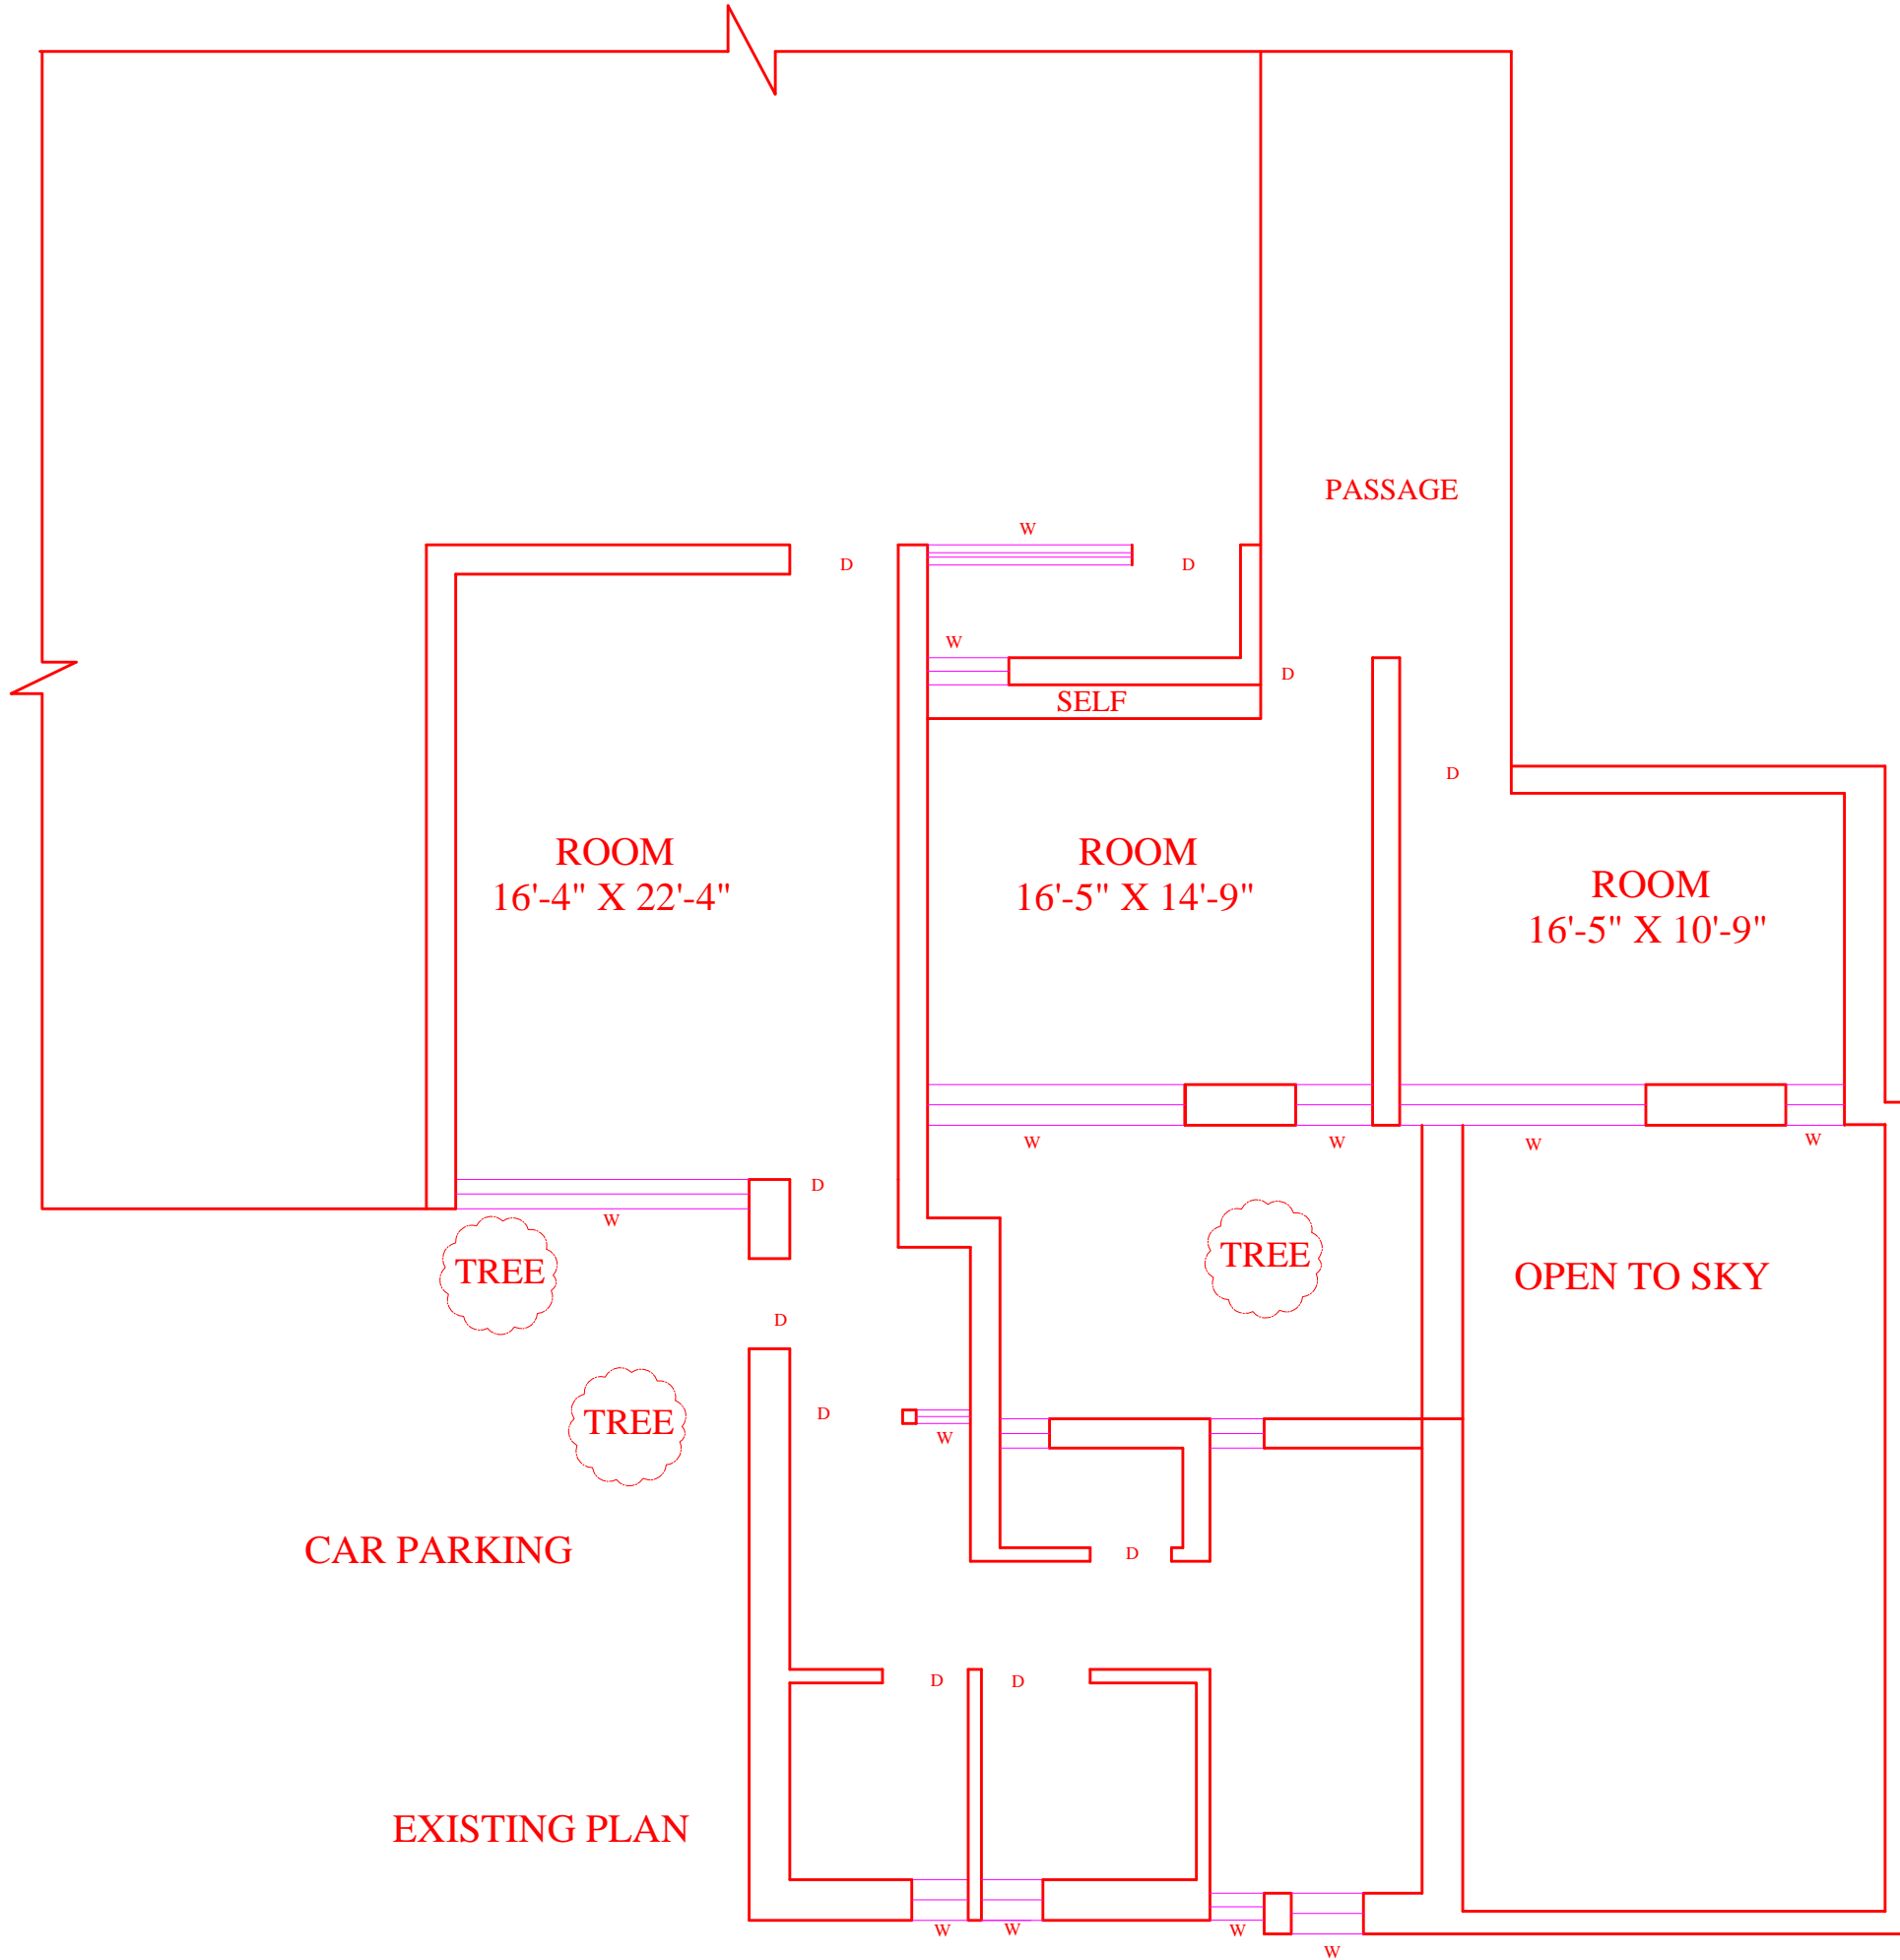 PASSAGE
W
D
D
W
D
SELF
D
ROOM
16'-4" X 22'-4"
ROOM
16'-5" X 14'-9"
ROOM
16'-5" X 10'-9"
W
W
W
W
D
W
TREE
TREE
OPEN TO SKY
D
TREE
D
W
CAR PARKING
D
D
D
EXISTING PLAN
W
W
W
W